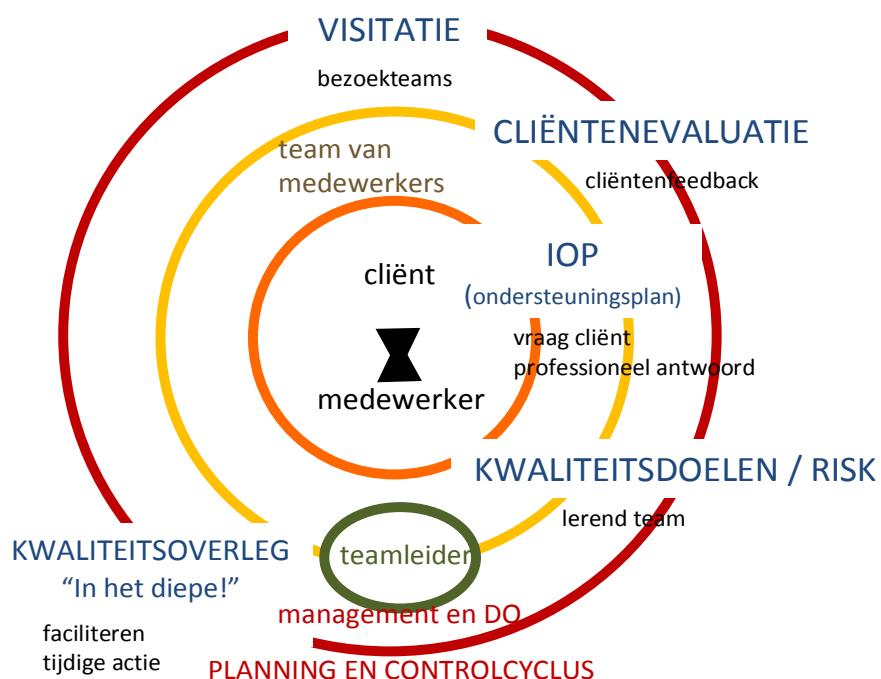 VISITATIE
bezoekteams
CLIËNTENEVALUATIE
cliëntenfeedback
team van
medewerkers
IOP
(ondersteuningsplan)
vraag cliënt
professioneel antwoord
cliënt
medewerker
KWALITEITSDOELEN / RISK
lerend team
KWALITEITSOVERLEG
“In het diepe!”
faciliteren
tijdige actie
teamleider
management en DO
PLANNING EN CONTROLCYCLUS